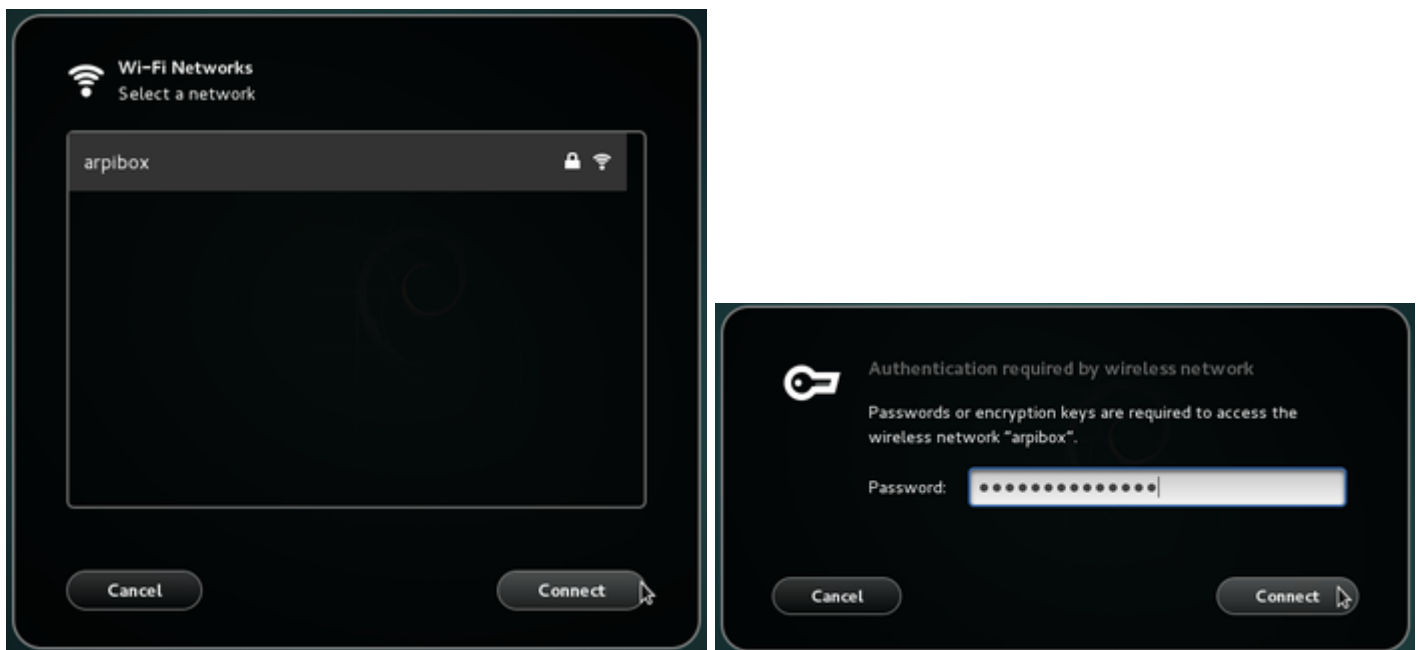 Wi-Fi Networks
Select a network
arpibox
Cancel
Connect
Authentication required by wireless network
Passwords or encryption keys are required to access the
wireless network “arpibox”.
Password: ●●●●●●●●●●●●●●
Cancel
Connect